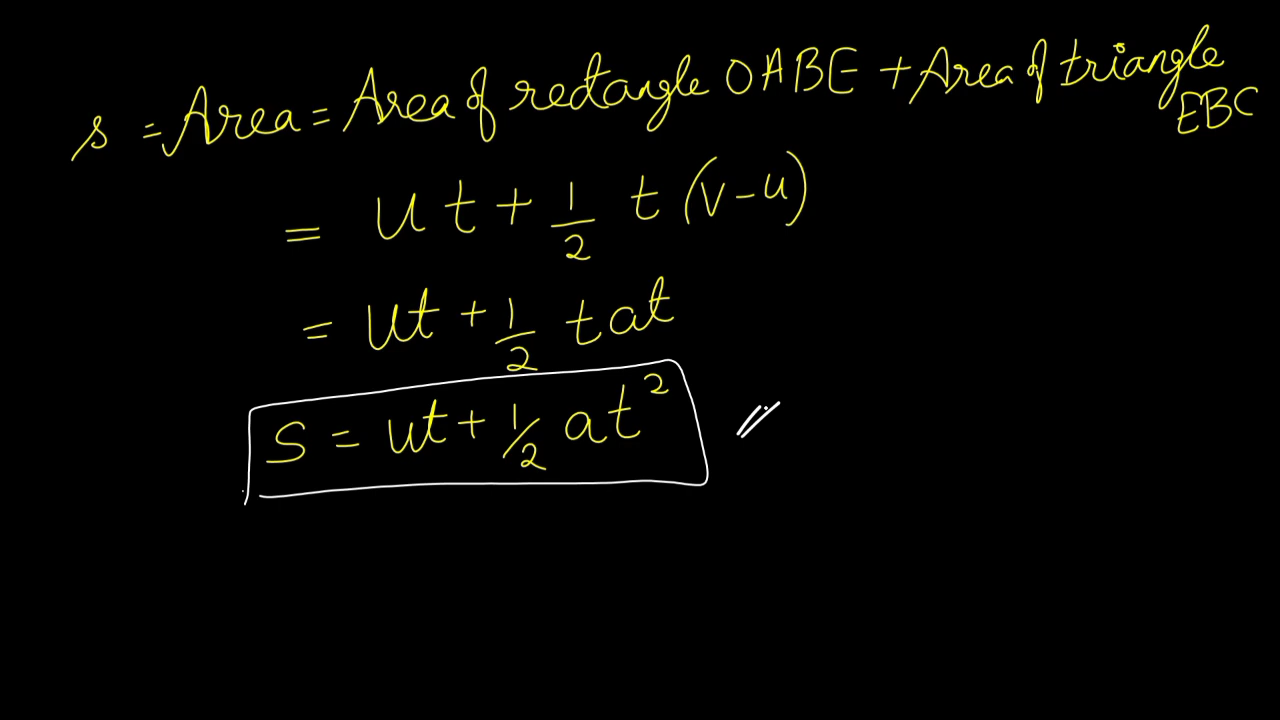 s = Area = Area of rectangle OABE + Area of triangle EBC
= ut + 1/2 t (v - u)
= ut + 1/2 t at
S = ut + 1/2 at²